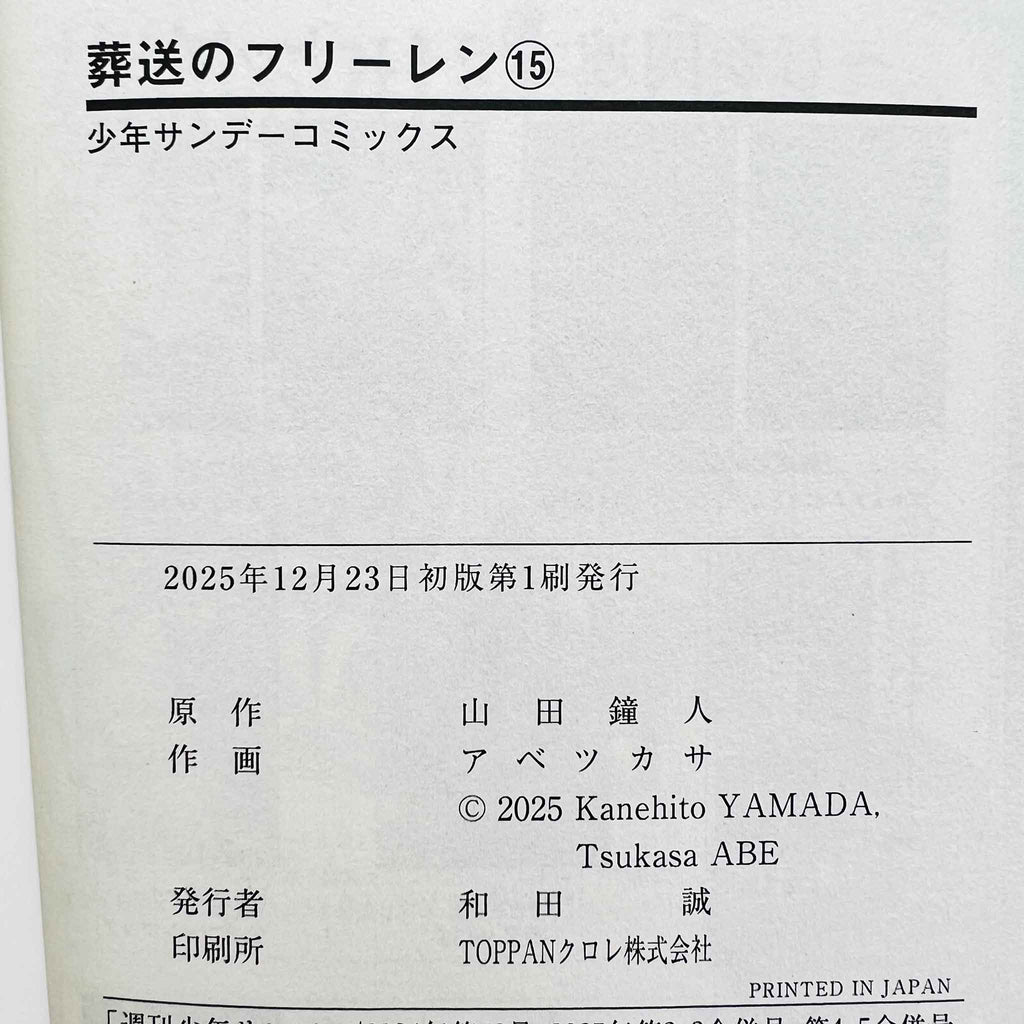 葬送のフリーレン⑮
少年サンデーコミックス
2025年12月23日初版第1刷発行
原作 山田鐘人
作画 アベツカサ
© 2025 Kanehito YAMADA,
Tsukasa ABE
発行者 和田 誠
印刷所 TOPPANクロレ株式会社
PRINTED IN JAPAN